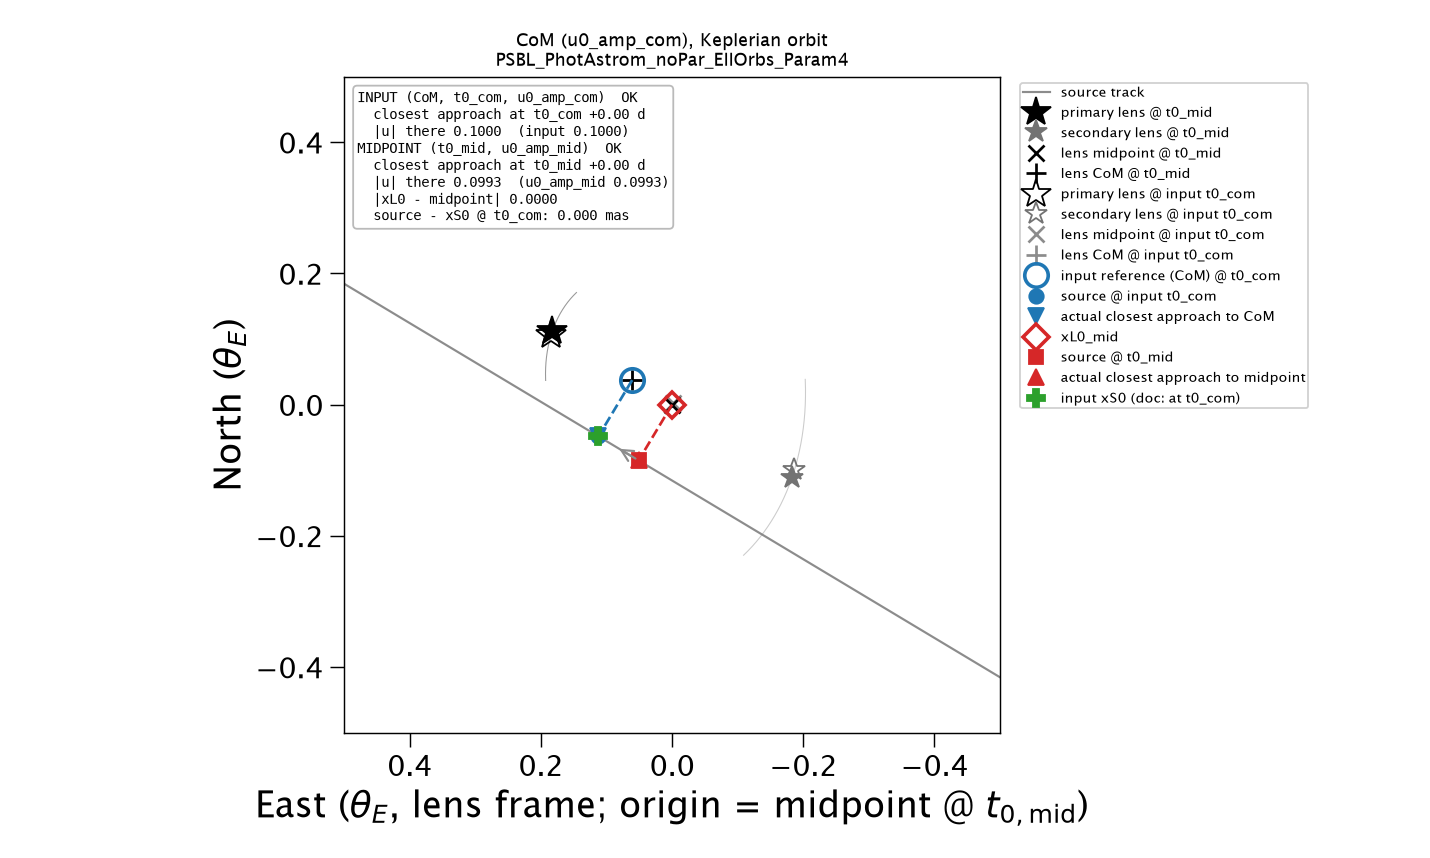 CoM (u0_amp_com), Keplerian orbit
PSBL_PhotAstrom_noPar_EllOrbs_Param4
INPUT (CoM, t0_com, u0_amp_com)  OK
closest approach at t0_com +0.00 d
|u| there 0.1000  (input 0.1000)
MIDPOINT (t0_mid, u0_amp_mid)  OK
closest approach at t0_mid +0.00 d
|u| there 0.0993  (u0_amp_mid 0.0993)
|xL0 - midpoint| 0.0000
source - xS0 @ t0_com: 0.000 mas
source track
primary lens @ t0_mid
secondary lens @ t0_mid
lens midpoint @ t0_mid
lens CoM @ t0_mid
primary lens @ input t0_com
secondary lens @ input t0_com
lens midpoint @ input t0_com
lens CoM @ input t0_com
input reference (CoM) @ t0_com
source @ input t0_com
actual closest approach to CoM
xL0_mid
source @ t0_mid
actual closest approach to midpoint
input xS0 (doc: at t0_com)
North (θ_E)
0.4
0.2
0.0
−0.2
−0.4
0.4
0.2
0.0
−0.2
−0.4
East (θ_E, lens frame; origin = midpoint @ t_{0, mid})